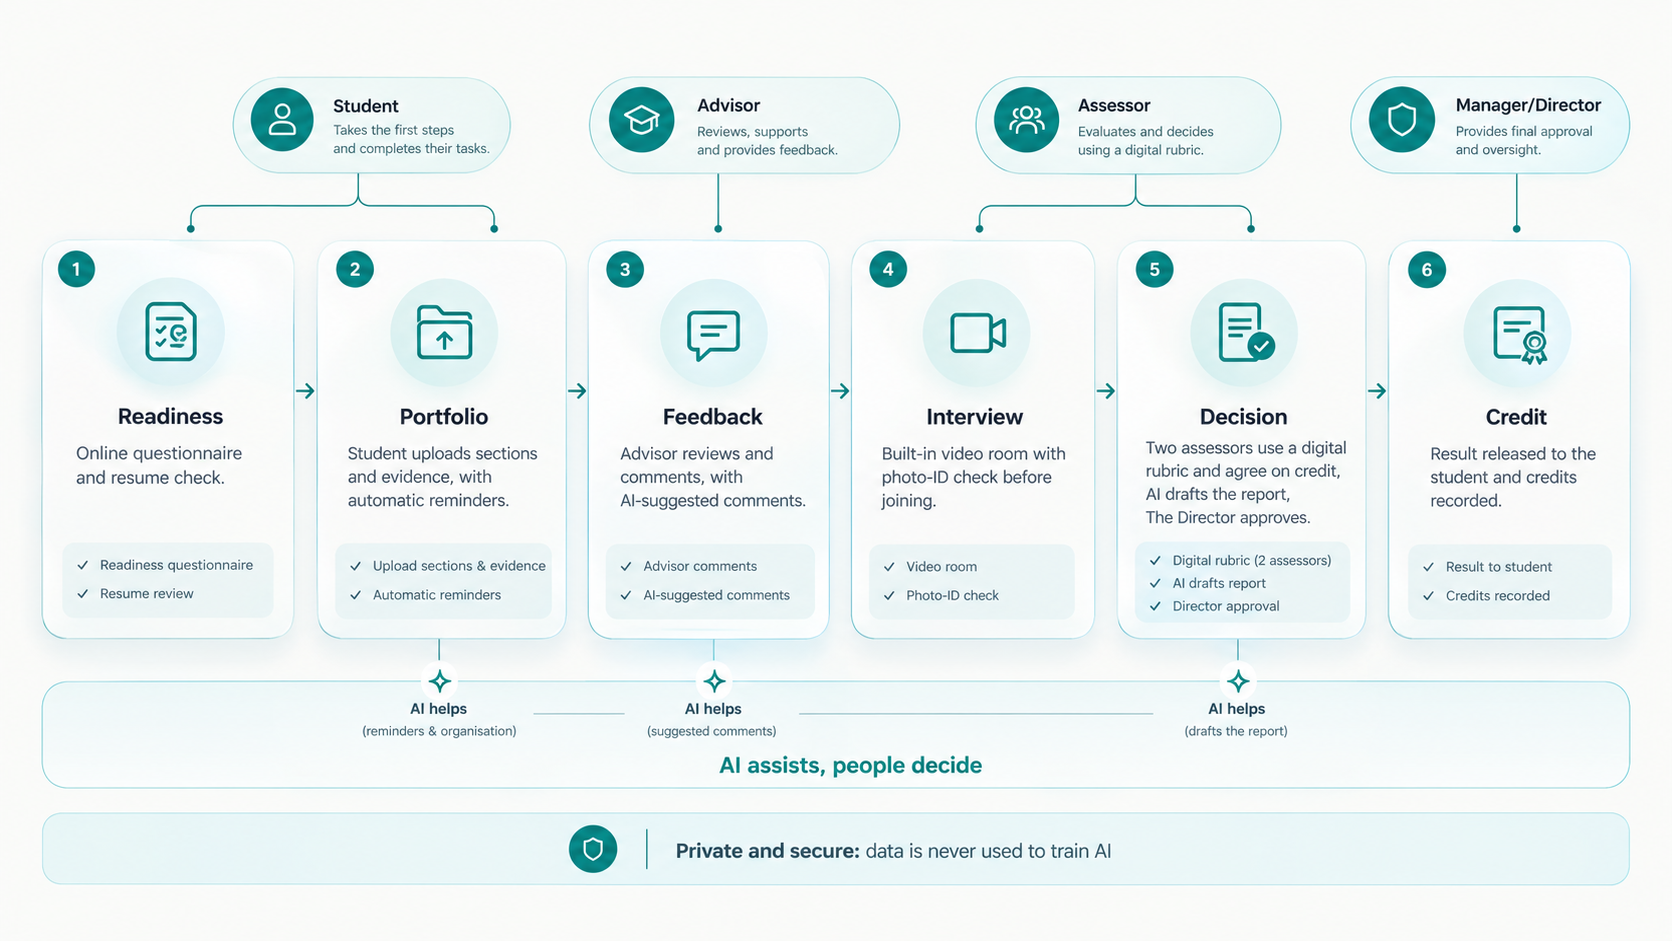 Student
Takes the first steps
and completes their tasks.
Advisor
Reviews, supports
and provides feedback.
Assessor
Evaluates and decides
using a digital rubric.
Manager/Director
Provides final approval
and oversight.
1
Readiness
Online questionnaire
and resume check.
Readiness questionnaire
Resume review
2
Portfolio
Student uploads sections
and evidence, with
automatic reminders.
Upload sections & evidence
Automatic reminders
3
Feedback
Advisor reviews and
comments, with
AI-suggested comments.
Advisor comments
AI-suggested comments
4
Interview
Built-in video room with
photo-ID check before
joining.
Video room
Photo-ID check
5
Decision
Two assessors use a digital
rubric and agree on credit,
AI drafts the report,
The Director approves.
Digital rubric (2 assessors)
AI drafts report
Director approval
6
Credit
Result released to the
student and credits
recorded.
Result to student
Credits recorded
AI helps
(reminders & organisation)
AI helps
(suggested comments)
AI helps
(drafts the report)
AI assists, people decide
Private and secure: data is never used to train AI